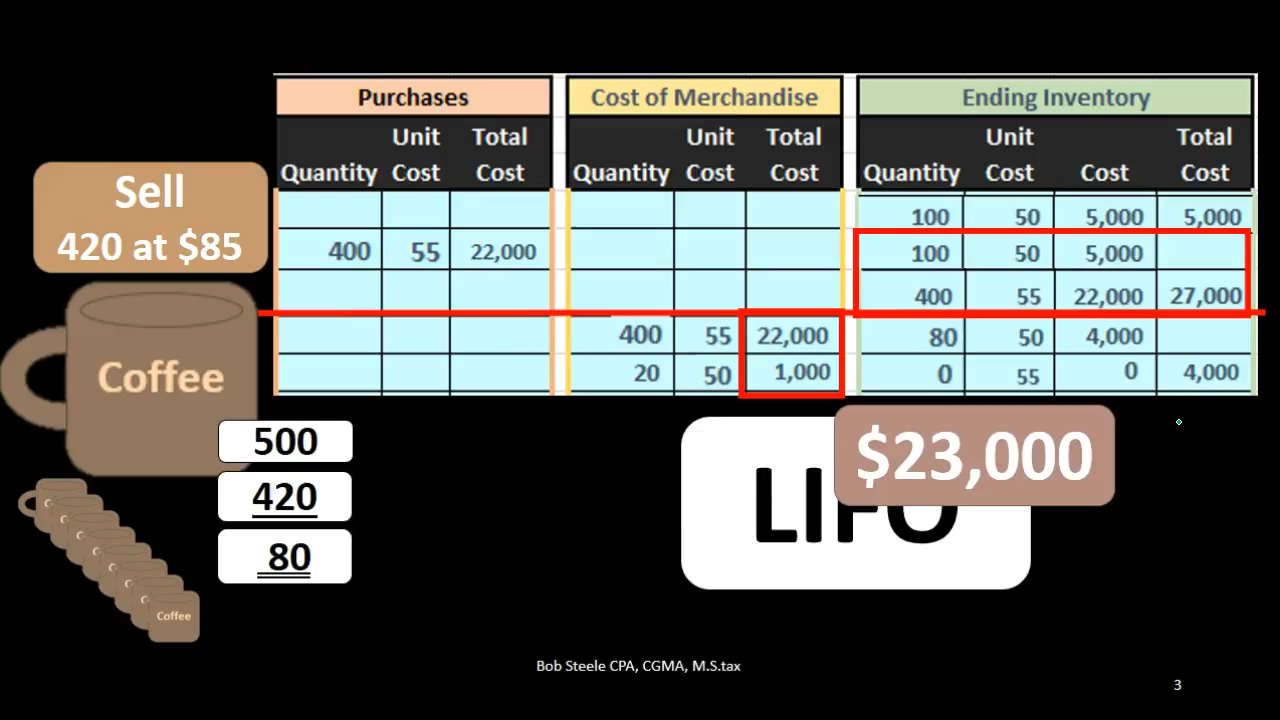 Purchases
Cost of Merchandise
Ending Inventory
Quantity Unit Cost Total Cost
Quantity Unit Cost Total Cost
Quantity Unit Cost Cost Total Cost
Sell
420 at $85
100 50 5,000 5,000
400 55 22,000 100 50 5,000
400 55 22,000 27,000
400 55 22,000 80 50 4,000
20 50 1,000 0 55 0 4,000
Coffee
500
420
80
$23,000
LIFO
Coffee
Bob Steele CPA, CGMA, M.S.tax
3